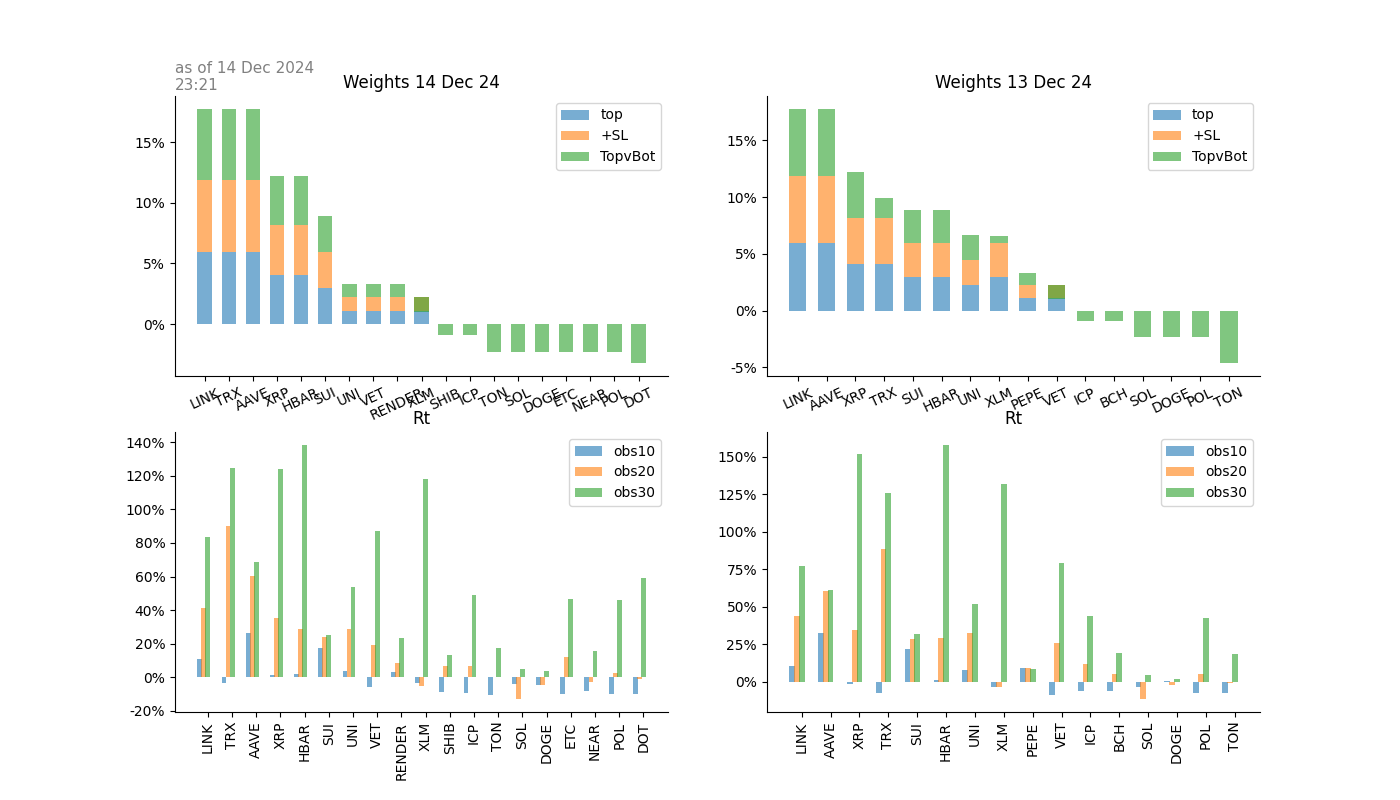 as of 14 Dec 2024
23:21
Weights 14 Dec 24
15%
10%
5%
0%
top
+SL
TopvBot
LINK TRX AAVE XRP HBAR SUI UNI VET RENDER XLM SHIB ICP TON SOL DOGE ETC NEAR POL DOT
Weights 13 Dec 24
15%
10%
5%
0%
-5%
top
+SL
TopvBot
LINK AAVE XRP TRX SUI HBAR UNI XLM PEPE VET ICP BCH SOL DOGE POL TON
Rt
140%
120%
100%
80%
60%
40%
20%
0%
-20%
obs10
obs20
obs30
LINK TRX AAVE XRP HBAR SUI UNI VET RENDER XLM SHIB ICP TON SOL DOGE ETC NEAR POL DOT
Rt
150%
125%
100%
75%
50%
25%
0%
obs10
obs20
obs30
LINK AAVE XRP TRX SUI HBAR UNI XLM PEPE VET ICP BCH SOL DOGE POL TON